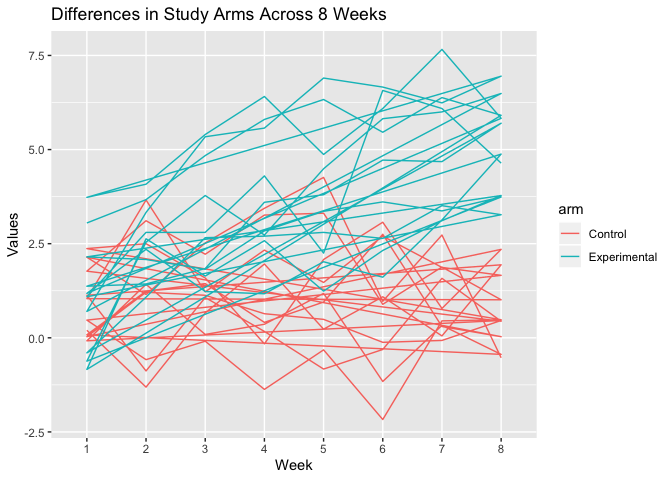 Differences in Study Arms Across 8 Weeks
7.5
5.0
2.5
0.0
-2.5
Values
1 2 3 4 5 6 7 8
Week
arm
Control
Experimental